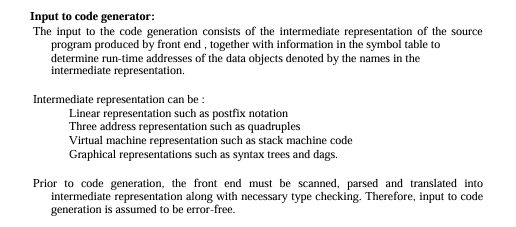 Input to code generator:
The input to the code generation consists of the intermediate representation of the source
program produced by front end , together with information in the symbol table to
determine run-time addresses of the data objects denoted by the names in the
intermediate representation.
Intermediate representation can be :
Linear representation such as postfix notation
Three address representation such as quadruples
Virtual machine representation such as stack machine code
Graphical representations such as syntax trees and dags.
Prior to code generation, the front end must be scanned, parsed and translated into
intermediate representation along with necessary type checking. Therefore, input to code
generation is assumed to be error-free.